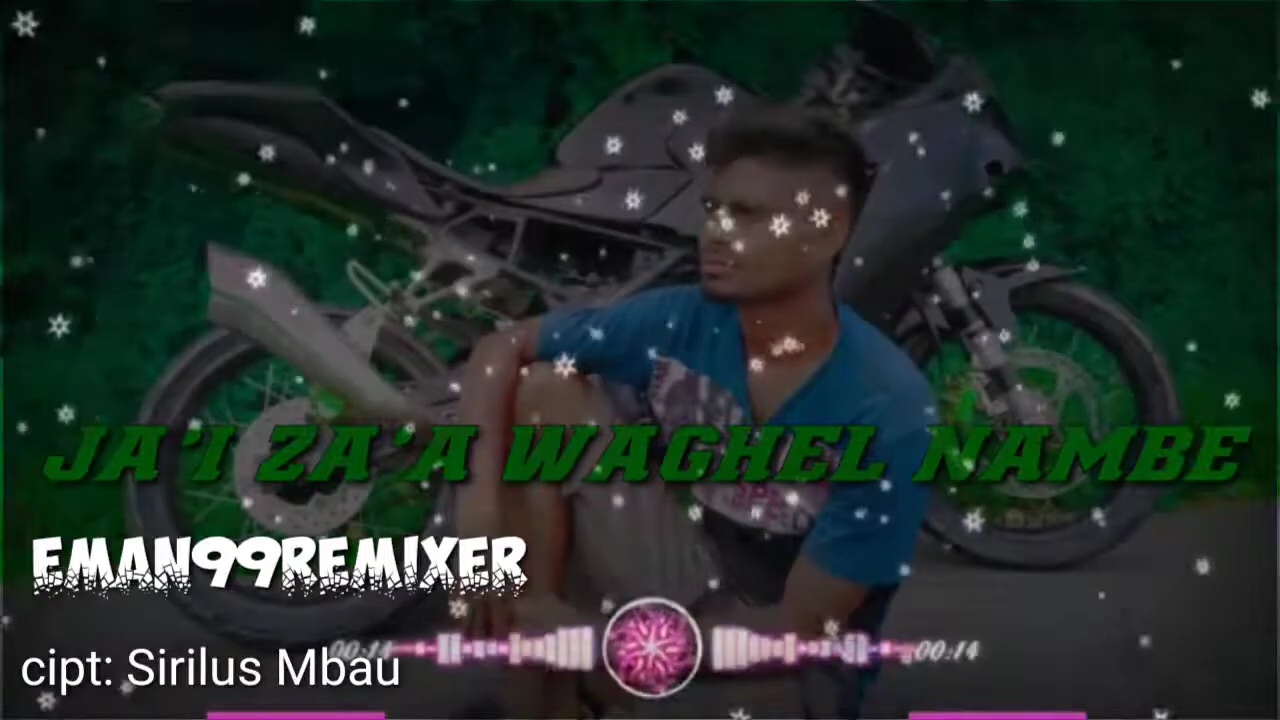 JA'I ZA'A WAGHEL NAMBE
EMAN99REMIXER
00:14 00:14
cipt: Sirilus Mbau